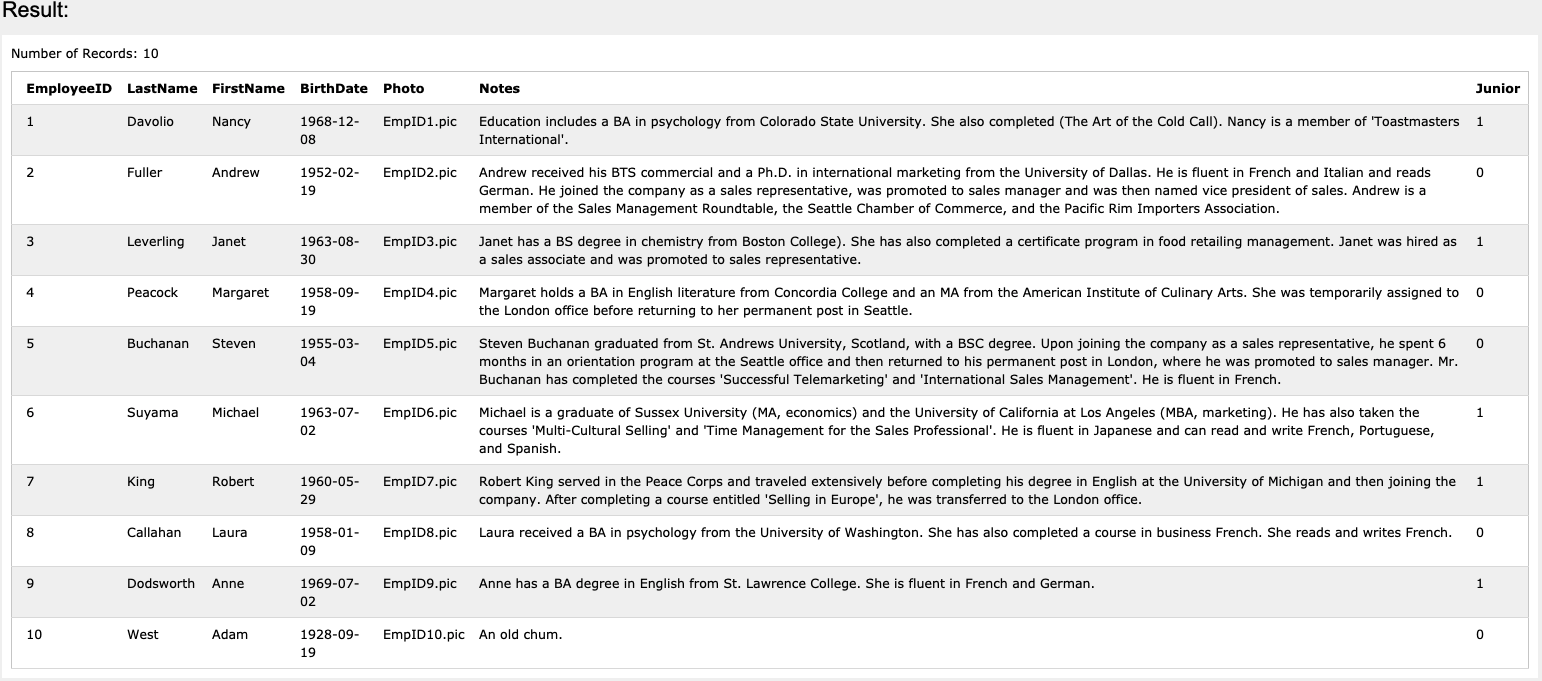 Result:
Number of Records: 10
EmployeeID LastName FirstName BirthDate Photo Notes Junior
1 Davolio Nancy 1968-12- EmpID1.pic Education includes a BA in psychology from Colorado State University. She also completed (The Art of the Cold Call). Nancy is a member of 'Toastmasters 1
08 International'.
2 Fuller Andrew 1952-02- EmpID2.pic Andrew received his BTS commercial and a Ph.D. in international marketing from the University of Dallas. He is fluent in French and Italian and reads 0
19 German. He joined the company as a sales representative, was promoted to sales manager and was then named vice president of sales. Andrew is a
member of the Sales Management Roundtable, the Seattle Chamber of Commerce, and the Pacific Rim Importers Association.
3 Leverling Janet 1963-08- EmpID3.pic Janet has a BS degree in chemistry from Boston College). She has also completed a certificate program in food retailing management. Janet was hired as 1
30 a sales associate and was promoted to sales representative.
4 Peacock Margaret 1958-09- EmpID4.pic Margaret holds a BA in English literature from Concordia College and an MA from the American Institute of Culinary Arts. She was temporarily assigned to 0
19 the London office before returning to her permanent post in Seattle.
5 Buchanan Steven 1955-03- EmpID5.pic Steven Buchanan graduated from St. Andrews University, Scotland, with a BSC degree. Upon joining the company as a sales representative, he spent 6 0
04 months in an orientation program at the Seattle office and then returned to his permanent post in London, where he was promoted to sales manager. Mr.
Buchanan has completed the courses 'Successful Telemarketing' and 'International Sales Management'. He is fluent in French.
6 Suyama Michael 1963-07- EmpID6.pic Michael is a graduate of Sussex University (MA, economics) and the University of California at Los Angeles (MBA, marketing). He has also taken the 1
02 courses 'Multi-Cultural Selling' and 'Time Management for the Sales Professional'. He is fluent in Japanese and can read and write French, Portuguese,
and Spanish.
7 King Robert 1960-05- EmpID7.pic Robert King served in the Peace Corps and traveled extensively before completing his degree in English at the University of Michigan and then joining the 1
29 company. After completing a course entitled 'Selling in Europe', he was transferred to the London office.
8 Callahan Laura 1958-01- EmpID8.pic Laura received a BA in psychology from the University of Washington. She has also completed a course in business French. She reads and writes French. 0
09
9 Dodsworth Anne 1969-07- EmpID9.pic Anne has a BA degree in English from St. Lawrence College. She is fluent in French and German. 1
02
10 West Adam 1928-09- EmpID10.pic An old chum. 0
19